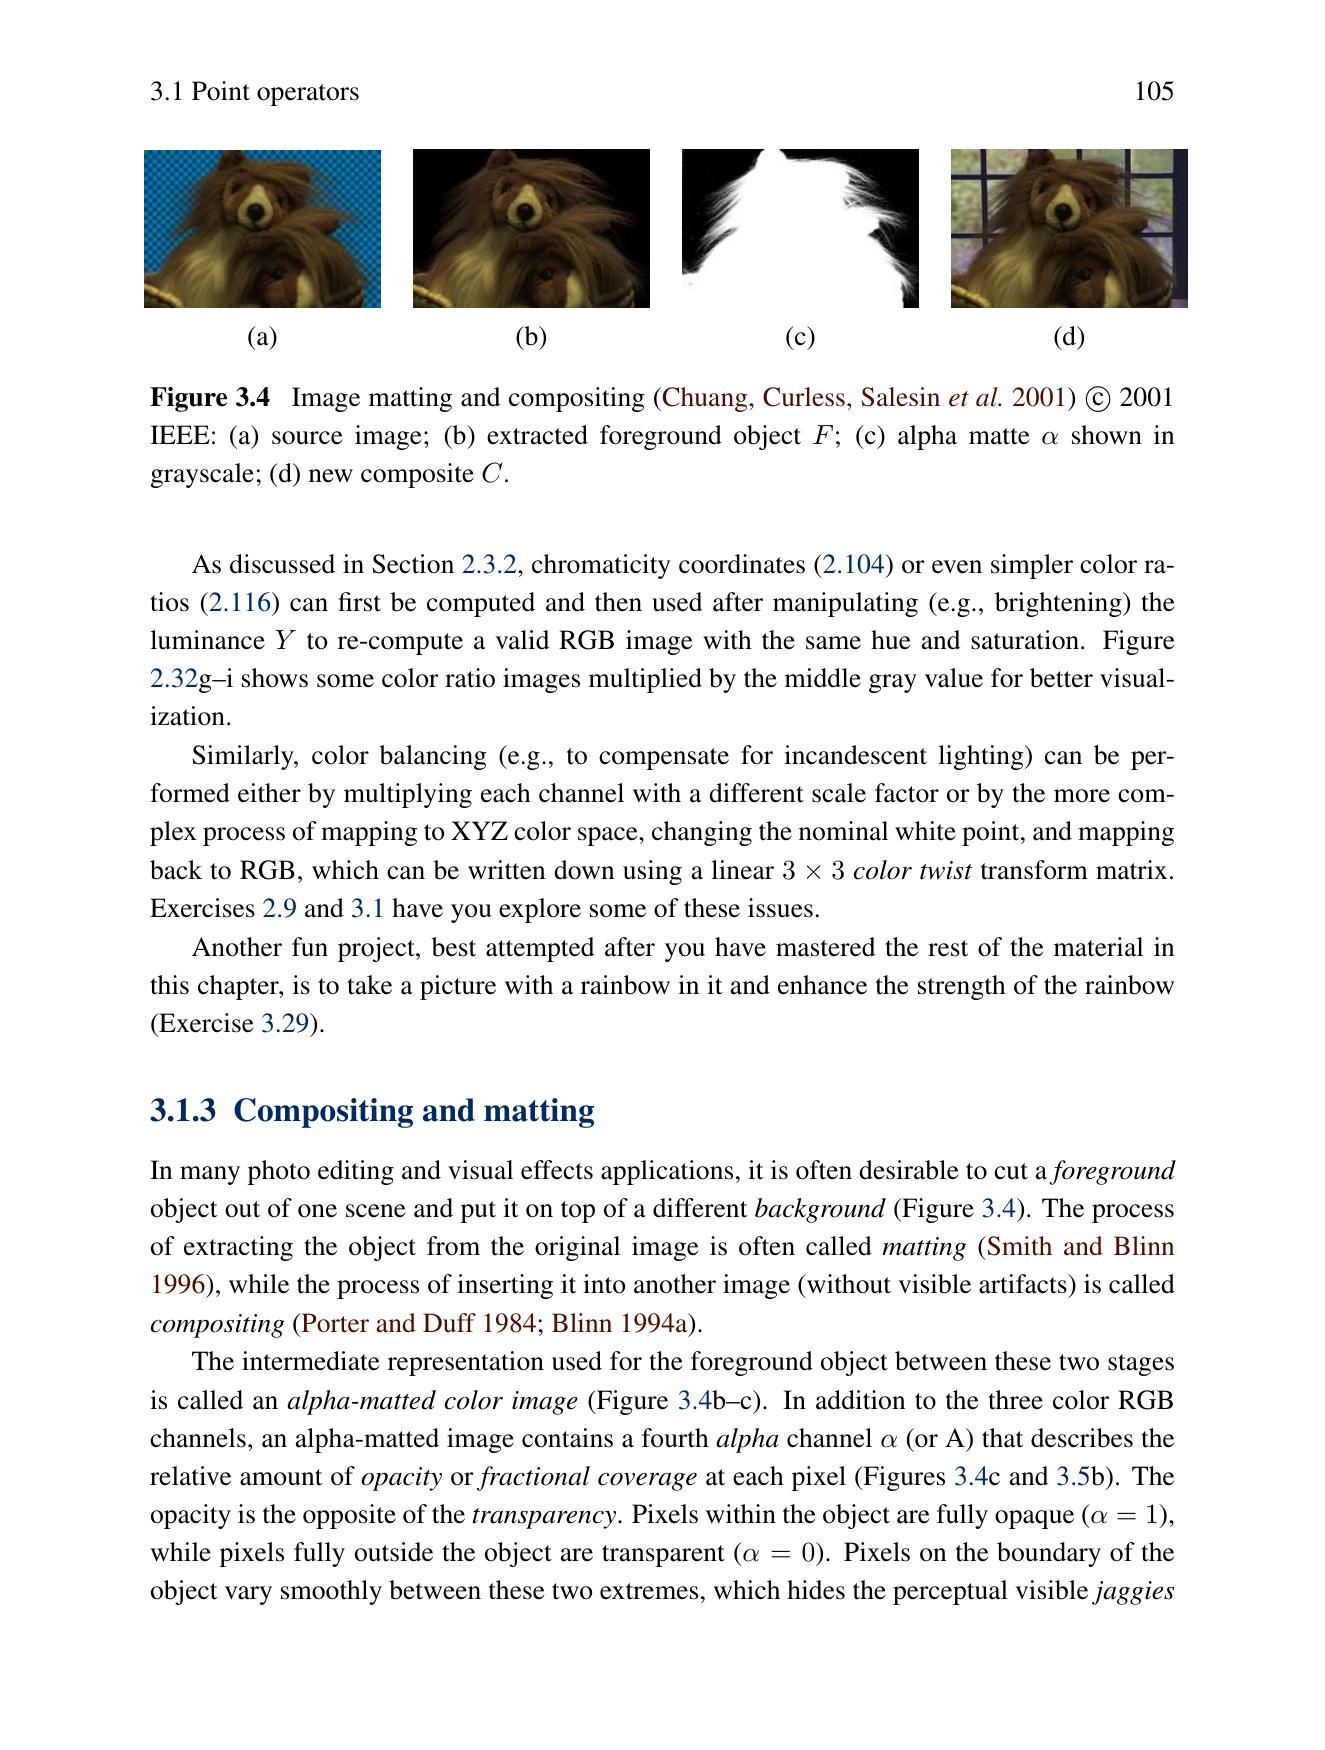 3.1 Point operators 105
(a) (b) (c) (d)
Figure 3.4 Image matting and compositing (Chuang, Curless, Salesin et al. 2001) © 2001
IEEE: (a) source image; (b) extracted foreground object F; (c) alpha matte α shown in
grayscale; (d) new composite C.
As discussed in Section 2.3.2, chromaticity coordinates (2.104) or even simpler color ra-
tios (2.116) can first be computed and then used after manipulating (e.g., brightening) the
luminance Y to re-compute a valid RGB image with the same hue and saturation. Figure
2.32g–i shows some color ratio images multiplied by the middle gray value for better visual-
ization.
Similarly, color balancing (e.g., to compensate for incandescent lighting) can be per-
formed either by multiplying each channel with a different scale factor or by the more com-
plex process of mapping to XYZ color space, changing the nominal white point, and mapping
back to RGB, which can be written down using a linear 3 × 3 color twist transform matrix.
Exercises 2.9 and 3.1 have you explore some of these issues.
Another fun project, best attempted after you have mastered the rest of the material in
this chapter, is to take a picture with a rainbow in it and enhance the strength of the rainbow
(Exercise 3.29).
3.1.3 Compositing and matting
In many photo editing and visual effects applications, it is often desirable to cut a foreground
object out of one scene and put it on top of a different background (Figure 3.4). The process
of extracting the object from the original image is often called matting (Smith and Blinn
1996), while the process of inserting it into another image (without visible artifacts) is called
compositing (Porter and Duff 1984; Blinn 1994a).
The intermediate representation used for the foreground object between these two stages
is called an alpha-matted color image (Figure 3.4b–c). In addition to the three color RGB
channels, an alpha-matted image contains a fourth alpha channel α (or A) that describes the
relative amount of opacity or fractional coverage at each pixel (Figures 3.4c and 3.5b). The
opacity is the opposite of the transparency. Pixels within the object are fully opaque (α = 1),
while pixels fully outside the object are transparent (α = 0). Pixels on the boundary of the
object vary smoothly between these two extremes, which hides the perceptual visible jaggies